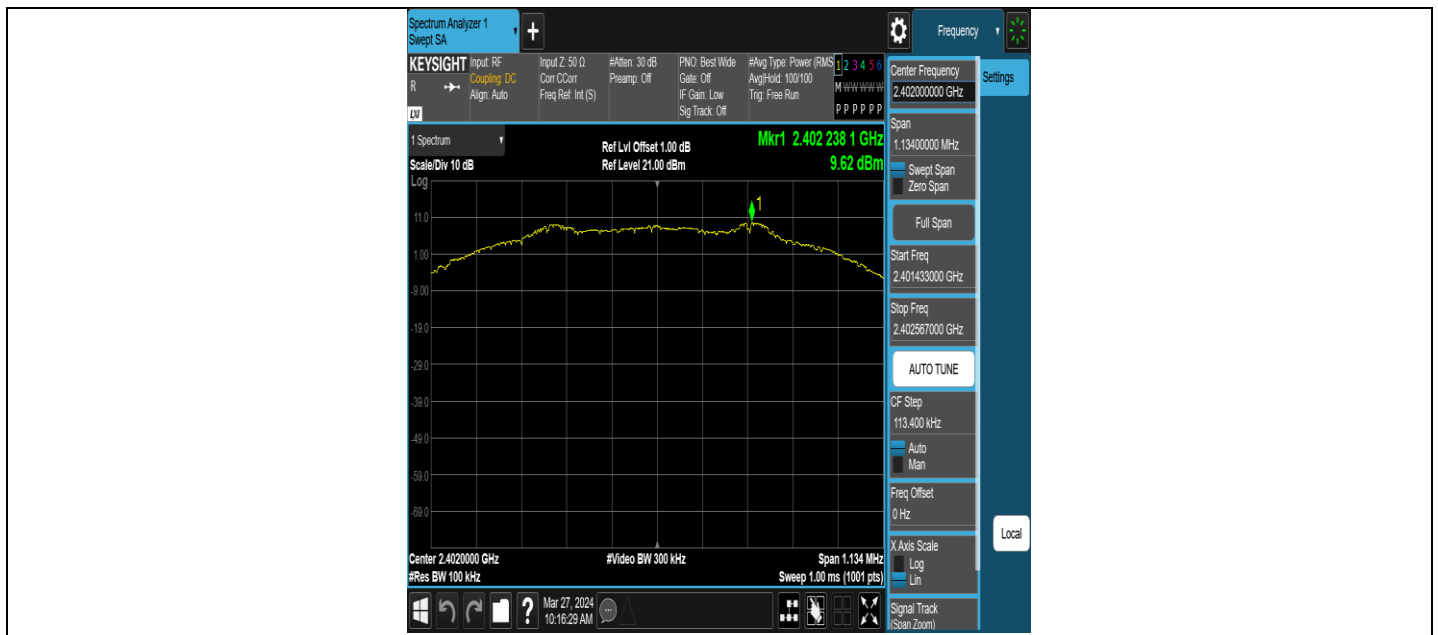 Spectrum Analyzer 1
Swept SA
+
Frequency
KEYSIGHT
R
LXI
Input: RF
Coupling: DC
Align: Auto
Input Z: 50 Ω
Corr CCorr
Freq Ref: Int (S)
#Atten: 30 dB
Preamp: Off
PNO: Best Wide
Gate: Off
IF Gain: Low
Sig Track: Off
#Avg Type: Power (RMS
Avg|Hold: 100/100
Trig: Free Run
1 2 3 4 5 6
M W W W W W
P P P P P P
1 Spectrum
Scale/Div 10 dB
Log
Ref Lvl Offset 1.00 dB
Ref Level 21.00 dBm
Mkr1 2.402 238 1 GHz
9.62 dBm
1
11.0
1.00
-9.00
-19.0
-29.0
-39.0
-49.0
-59.0
-69.0
Center 2.4020000 GHz
#Res BW 100 kHz
#Video BW 300 kHz
Span 1.134 MHz
Sweep 1.00 ms (1001 pts)
Center Frequency
2.402000000 GHz
Settings
Span
1.13400000 MHz
Swept Span
Zero Span
Full Span
Start Freq
2.401433000 GHz
Stop Freq
2.402567000 GHz
AUTO TUNE
CF Step
113.400 kHz
Auto
Man
Freq Offset
0 Hz
X Axis Scale
Log
Lin
Signal Track
(Span Zoom)
Local
?
Mar 27, 2024
10:16:29 AM